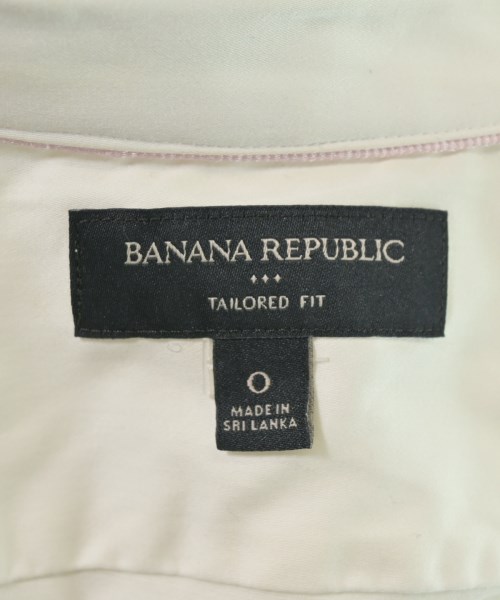 BANANA REPUBLIC
TAILORED FIT
0
MADE IN
SRI LANKA